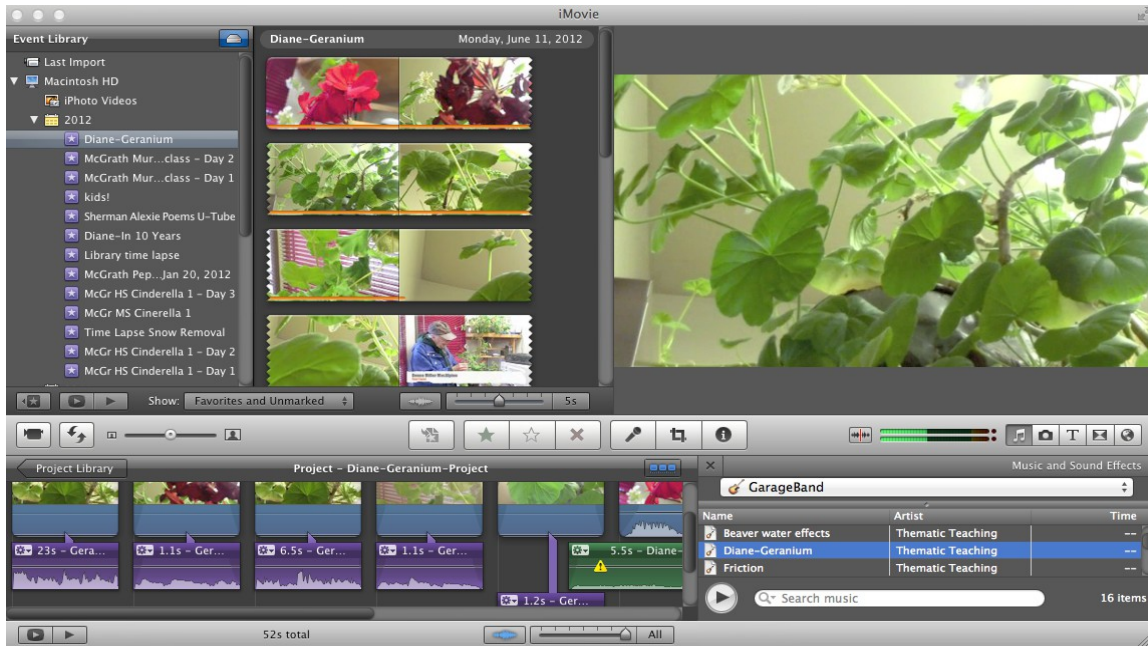 iMovie
Event Library
Last Import
Macintosh HD
iPhoto Videos
2012
Diane-Geranium
McGrath Mur...class - Day 2
McGrath Mur...class - Day 1
kids!
Sherman Alexie Poems U-Tube
Diane-In 10 Years
Library time lapse
McGrath Pep...Jan 20, 2012
McGr HS Cinderella 1 - Day 3
McGr MS Cinerella 1
Time Lapse Snow Removal
McGr HS Cinderella 1 - Day 2
McGr HS Cinderella 1 - Day 1
Diane-Geranium Monday, June 11, 2012
Show: Favorites and Unmarked 5s
Project Library Project - Diane-Geranium-Project
23s - Gera... 1.1s - Ger... 6.5s - Ger... 1.1s - Ger... 5.5s - Diane-
1.2s - Ger...
52s total All
Music and Sound Effects
GarageBand
Name Artist Time
Beaver water effects Thematic Teaching --
Diane-Geranium Thematic Teaching --
Friction Thematic Teaching --
Search music 16 items